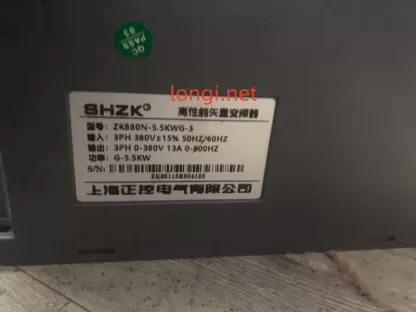 QC
PASS
03
longi.net
SHZK
高性能矢量变频器
型号: ZK880N-5.5KWG-3
输入: 3PH 380V±15% 50HZ/60HZ
输出: 3PH 0-380V 13A 0-600HZ
功率: G-5.5KW
S/N:
上海正控电气有限公司